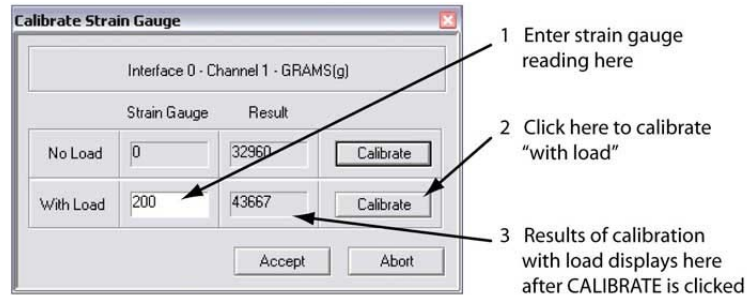 Calibrate Strain Gauge
Interface 0 - Channel 1 - GRAMS(g)
Strain Gauge Result
No Load 0 32960 Calibrate
With Load 200 43667 Calibrate
Accept Abort
1 Enter strain gauge
reading here
2 Click here to calibrate
“with load”
3 Results of calibration
with load displays here
after CALIBRATE is clicked